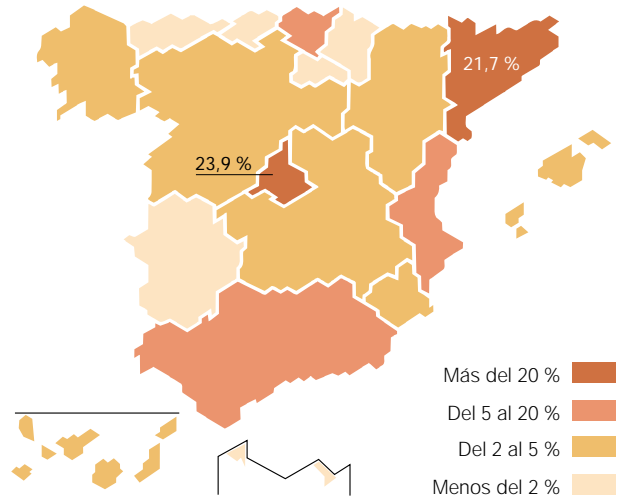 21,7 %
23,9 %
Más del 20 %
Del 5 al 20 %
Del 2 al 5 %
Menos del 2 %